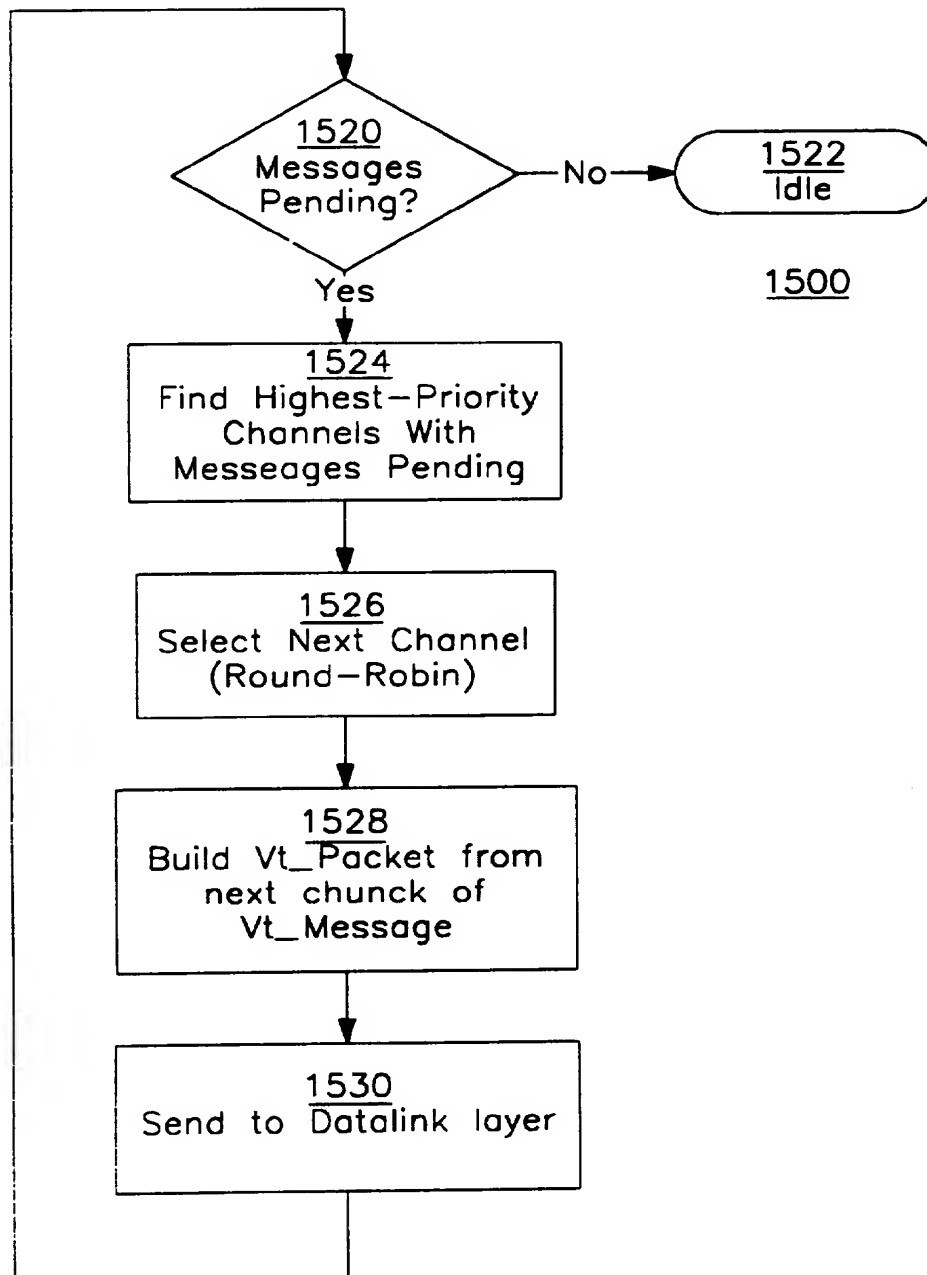 1520
Messages
Pending?
No
1522
Idle
1500
Yes
1524
Find Highest-Priority
Channels With
Messeages Pending
1526
Select Next Channel
(Round-Robin)
1528
Build Vt_Packet from
next chunck of
Vt_Message
1530
Send to Datalink layer